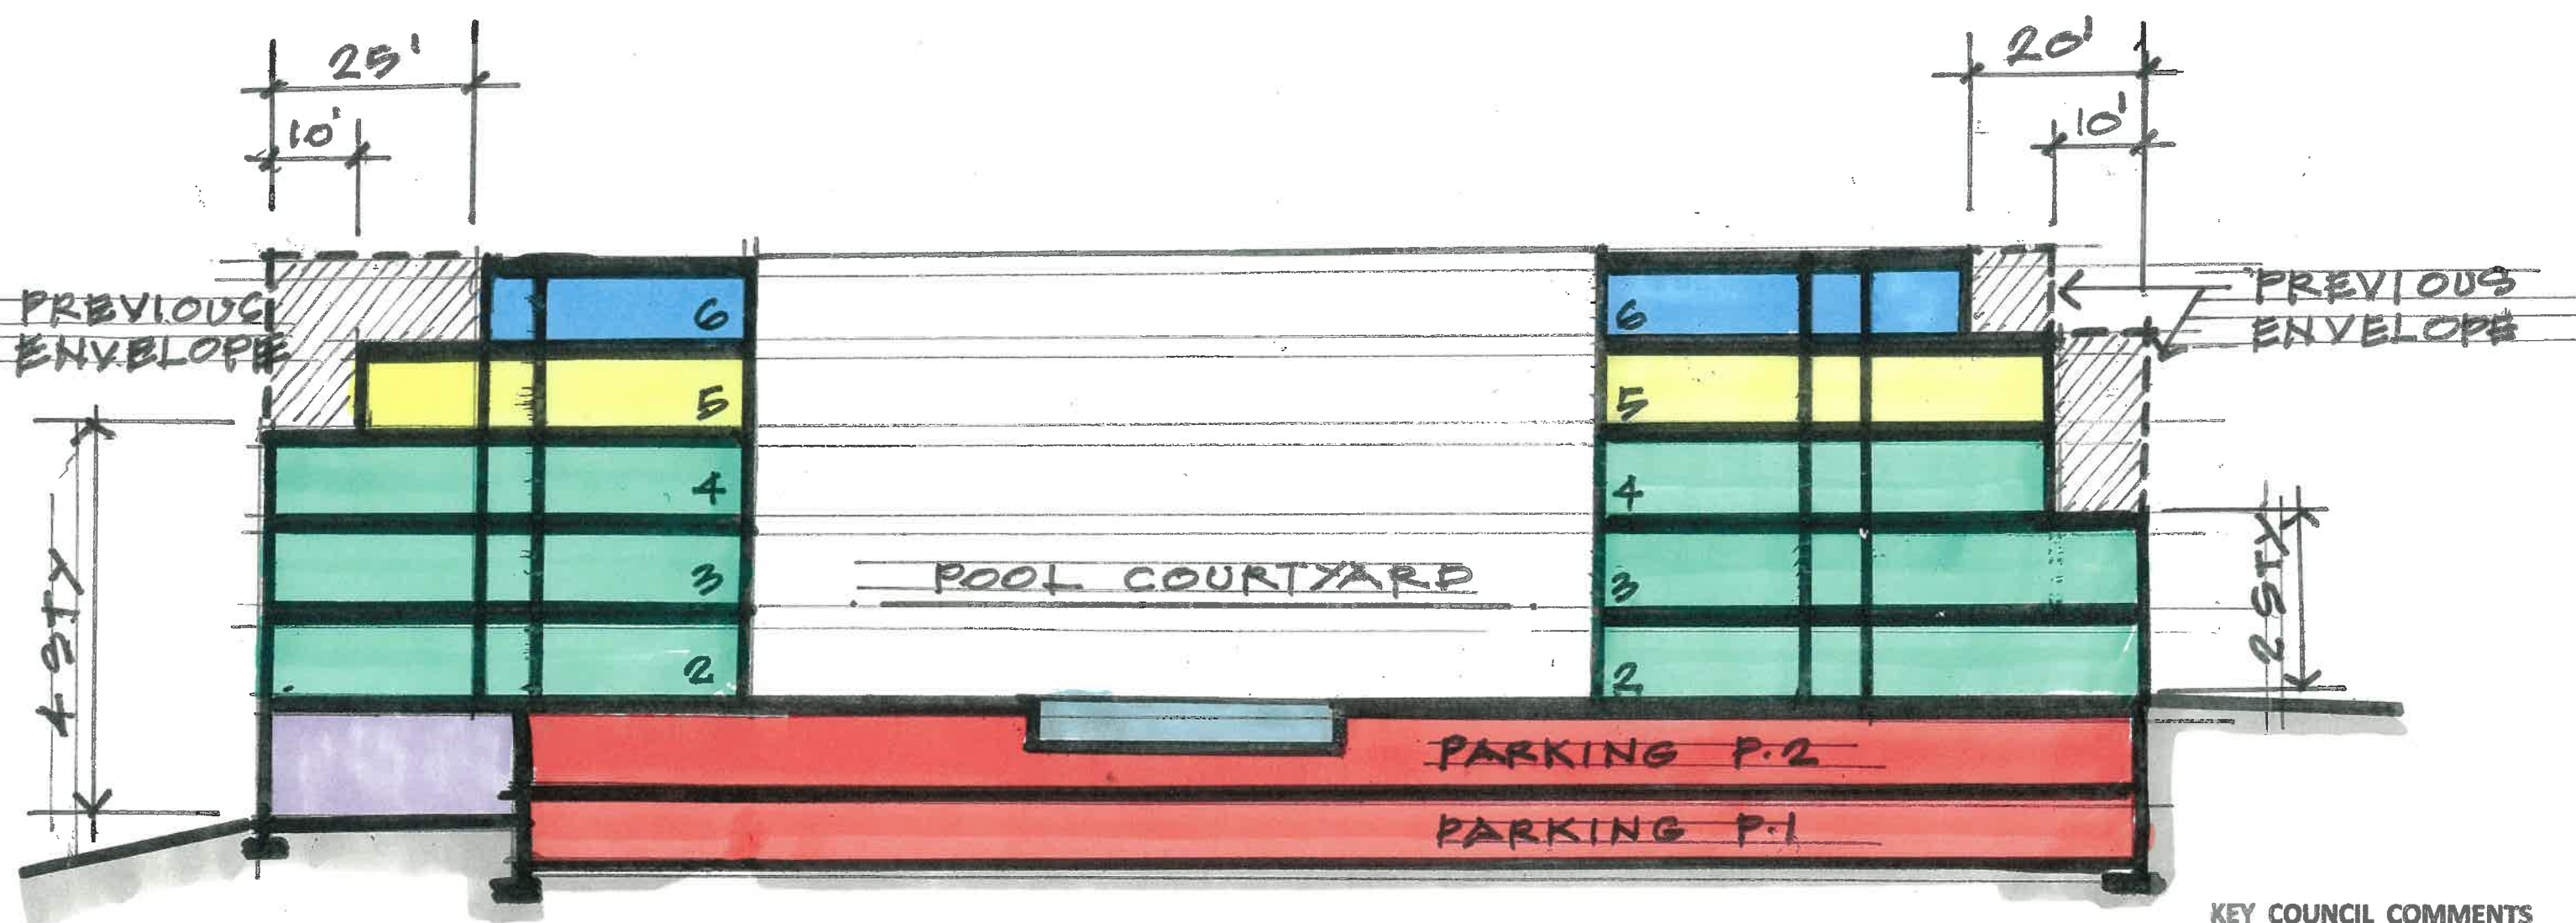 25'
20'
10'
10'
PREVIOUS
ENVELOPE
6
6
PREVIOUS
ENVELOPE
5
5
4
4
4 STY
POOL COURTYARD
3
3
2 STY
2
2
PARKING P.2
PARKING P.1
KEY COUNCIL COMMENTS